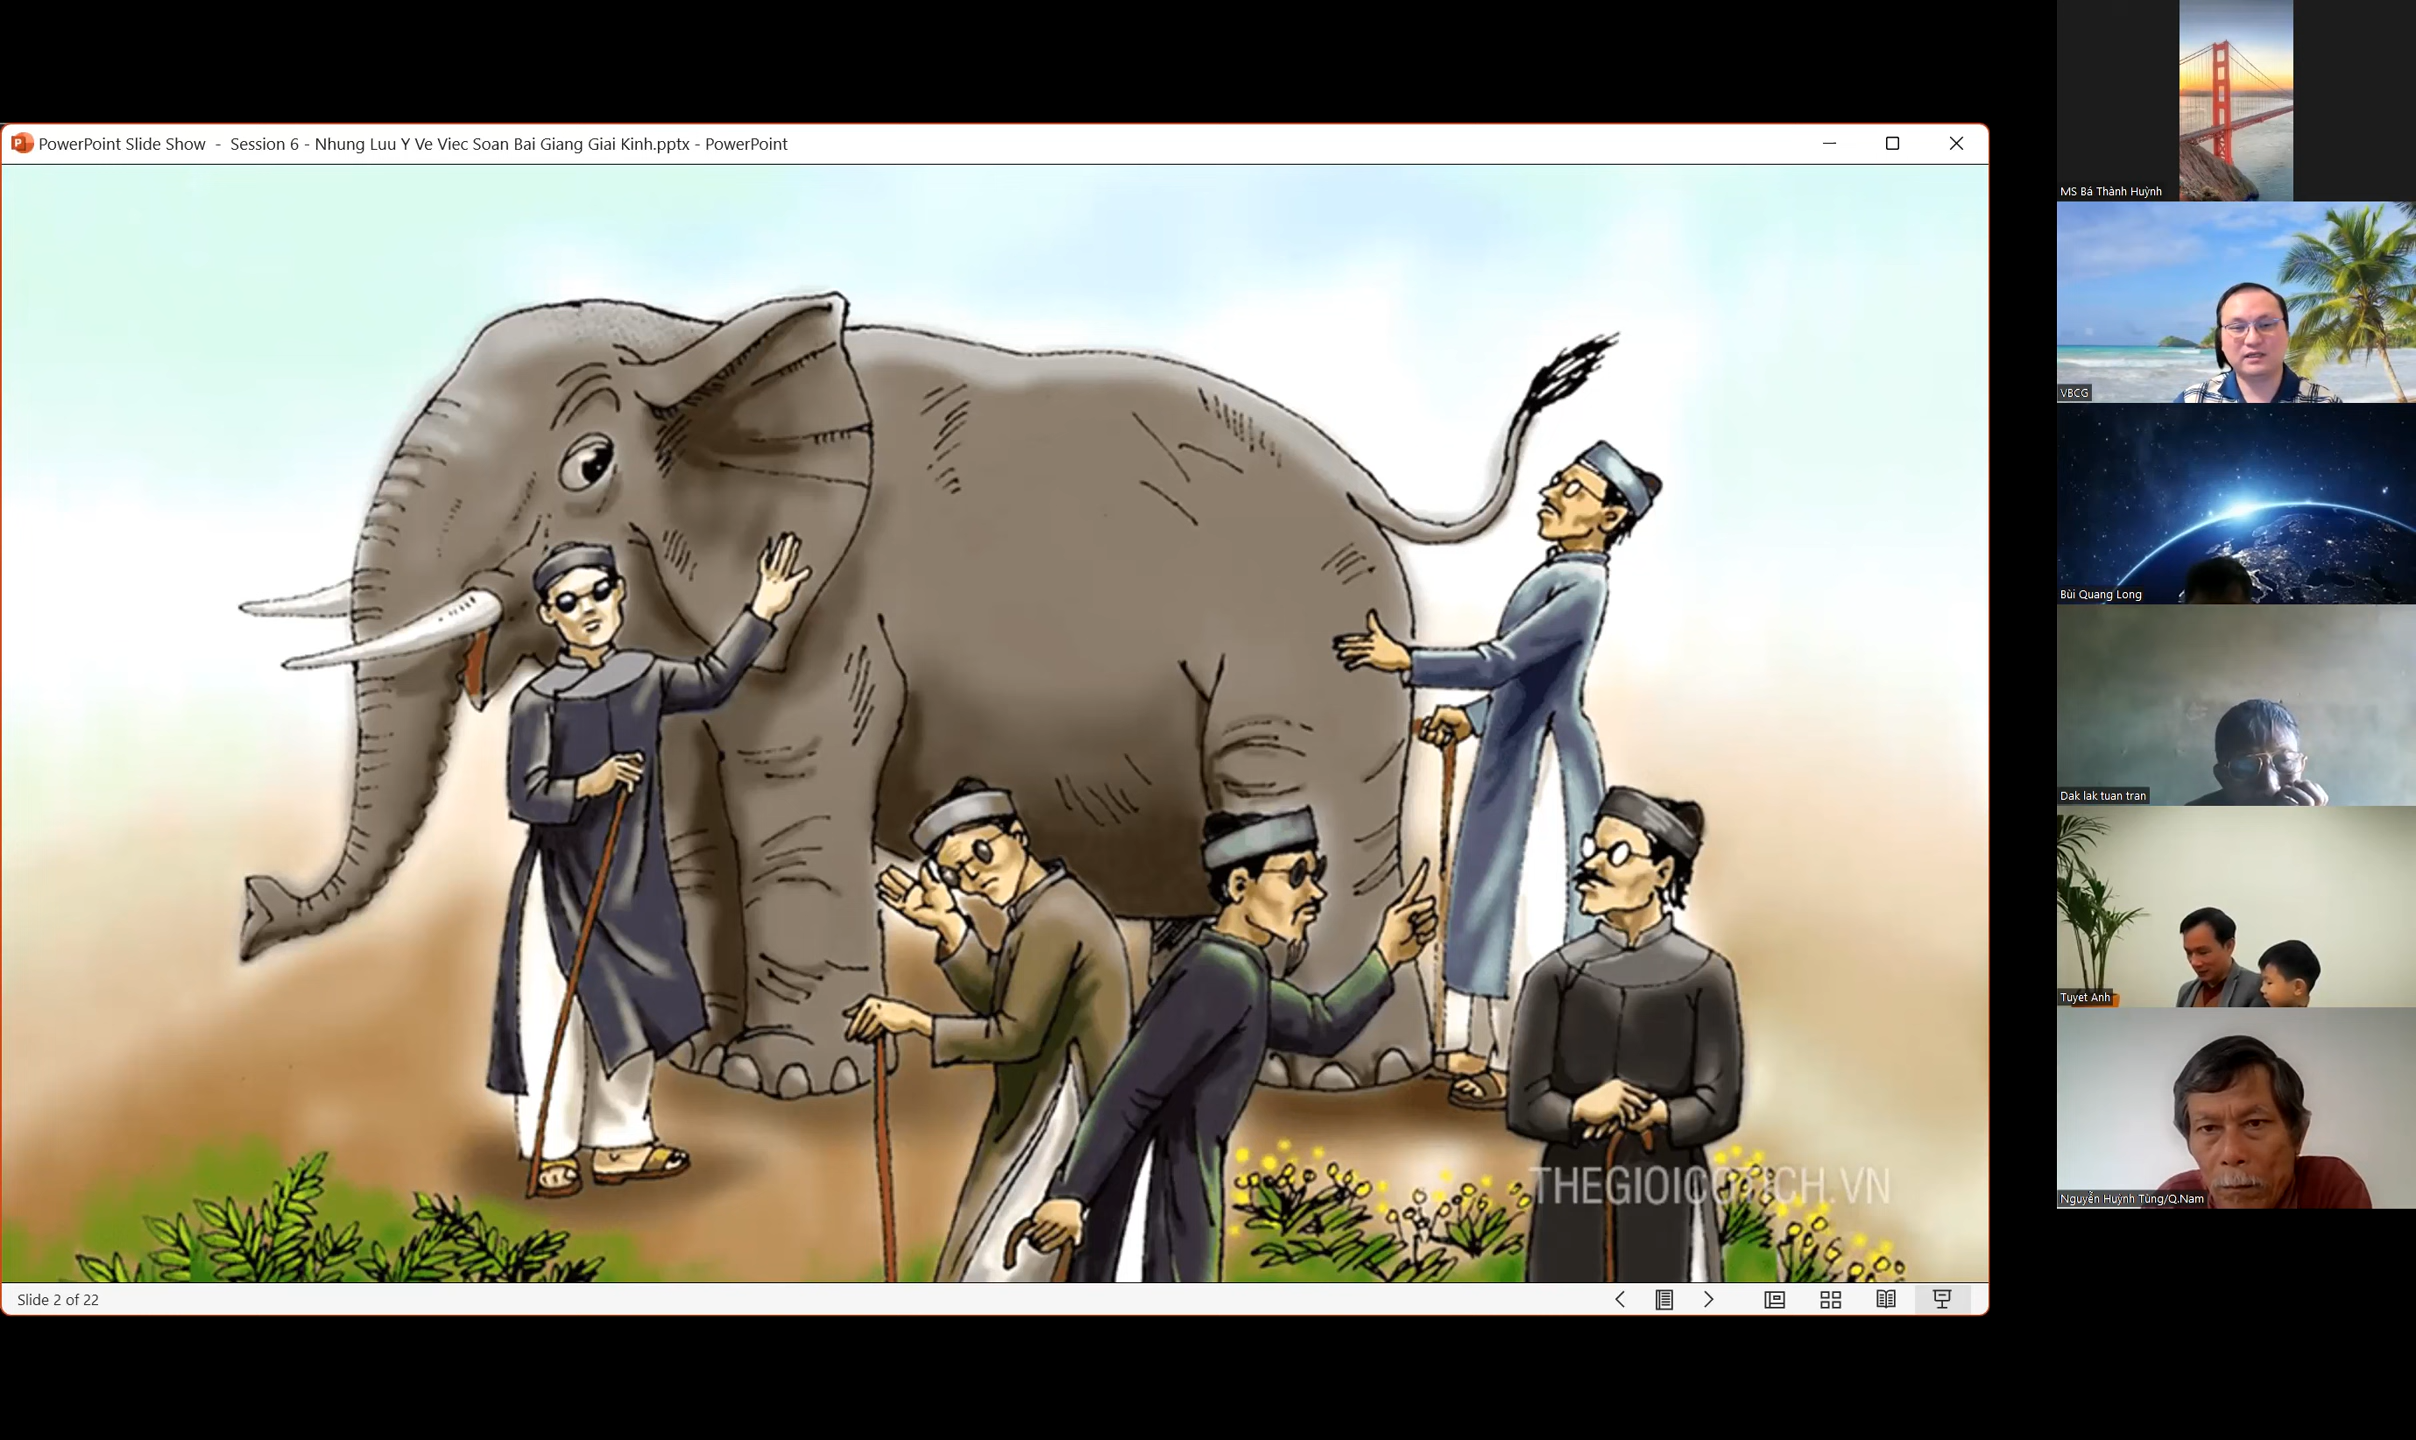 PowerPoint Slide Show - Session 6 - Nhung Luu Y Ve Viec Soan Bai Giang Giai Kinh.pptx - PowerPoint
THEGIOICOTICH.VN
Slide 2 of 22
MS Bá Thành Huỳnh
VBCG
Bùi Quang Long
Dak lak tuan tran
Tuyet Anh
Nguyễn Huỳnh Tùng/Q.Nam